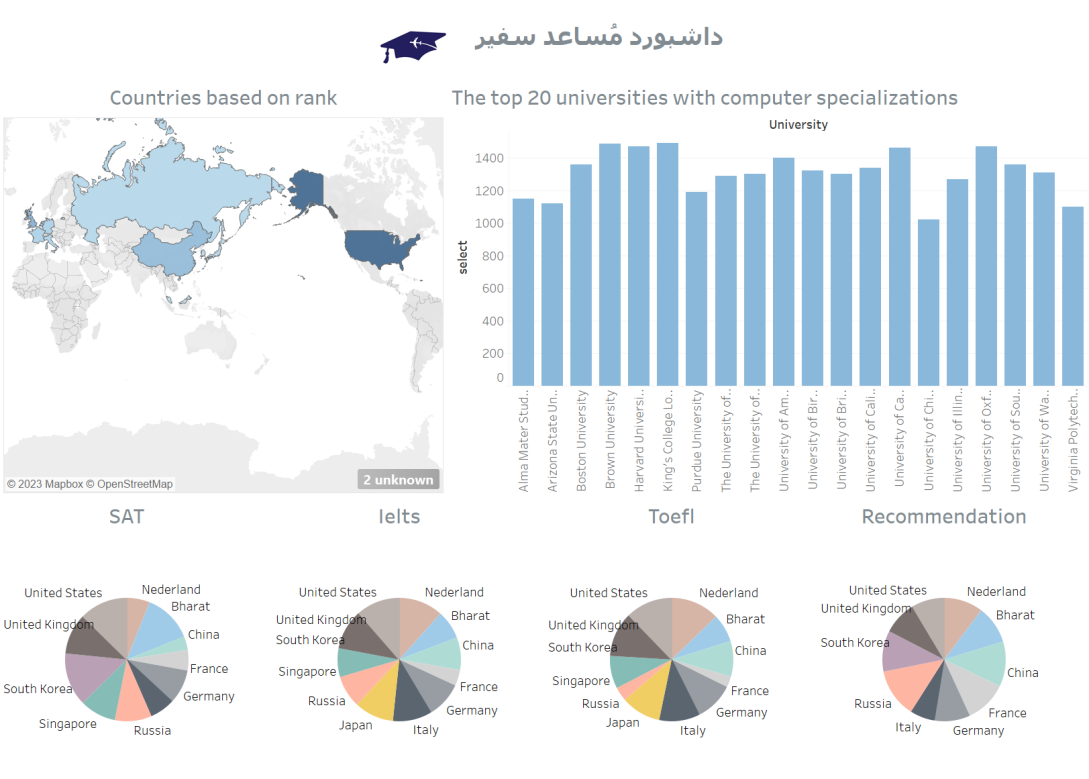 داشبورد مُساعد سفير
Countries based on rank
The top 20 universities with computer specializations
University
select
1400
1200
1000
800
600
400
200
0
Alma Mater Stud..
Arizona State Un..
Boston University
Brown University
Harvard Universi..
King's College Lo..
Purdue University
The University of..
The University of..
University of Am..
University of Bir..
University of Bri..
University of Cali..
University of Ca..
University of Chi..
University of Illin..
University of Oxf..
University of Sou..
University of Wa..
Virginia Polytech..
2 unknown
© 2023 Mapbox © OpenStreetMap
SAT
United States
Nederland
Bharat
United Kingdom
China
France
South Korea
Germany
Singapore
Russia
Ielts
United States
Nederland
Bharat
United Kingdom
South Korea
China
Singapore
France
Russia
Germany
Japan
Italy
Toefl
United States
Nederland
Bharat
United Kingdom
South Korea
China
Singapore
France
Russia
Germany
Japan
Italy
Recommendation
United States
Nederland
United Kingdom
Bharat
South Korea
China
Russia
France
Italy
Germany